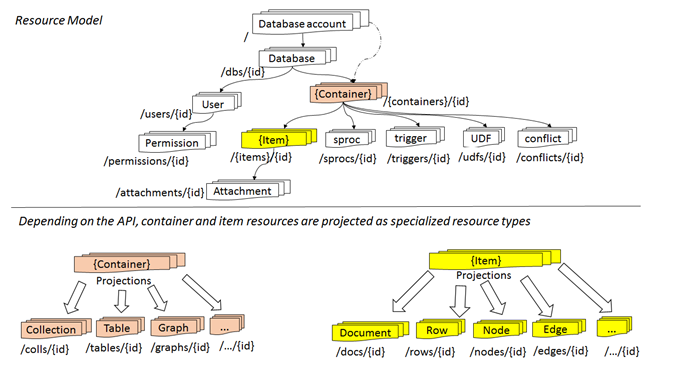 Resource Model
Database account
/
Database
/dbs/{id}
{Container}
/{containers}/{id}
User
/users/{id}
Permission
{Item}
sproc
trigger
UDF
conflict
/permissions/{id}
/{items}/{id}
/sprocs/{id}
/triggers/{id}
/udfs/{id}
/conflicts/{id}
/attachments/{id}
Attachment
Depending on the API, container and item resources are projected as specialized resource types
{Container}
Projections
Collection
Table
Graph
...
/colls/{id}
/tables/{id}
/graphs/{id}
/.../{id}
{Item}
Projections
Document
Row
Node
Edge
...
/docs/{id}
/rows/{id}
/nodes/{id}
/edges/{id}
/.../{id}